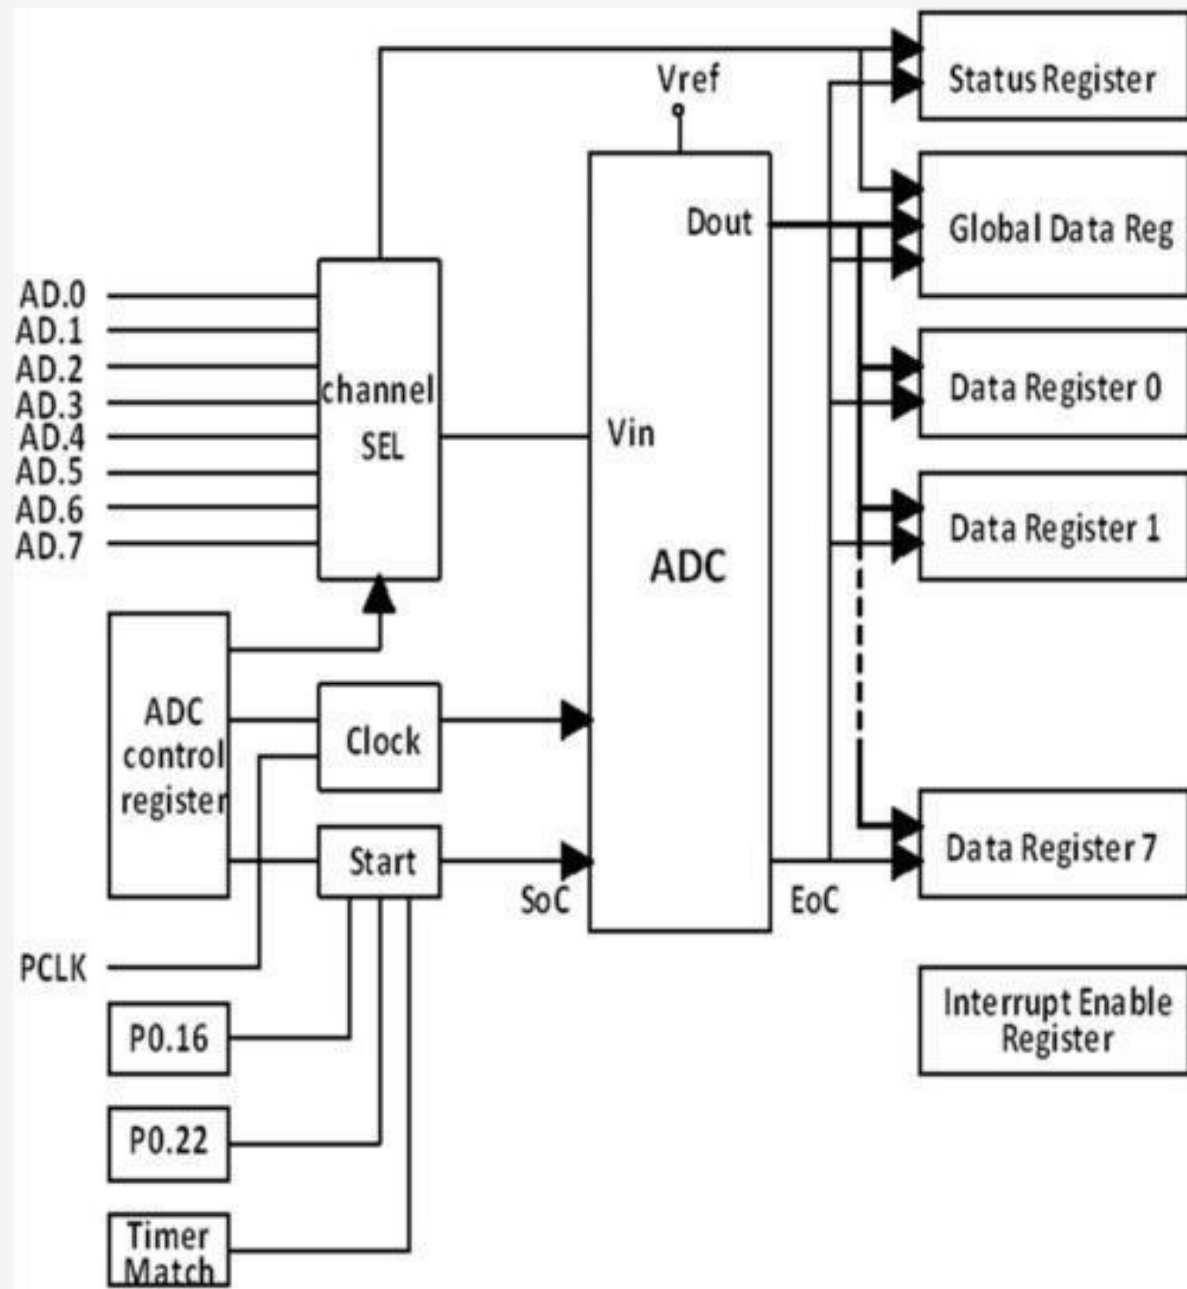 Status Register
Vref
Dout
Global Data Reg
AD.0
AD.1
AD.2
AD.3
AD.4
AD.5
AD.6
AD.7
channel
SEL
Vin
ADC
Data Register 0
Data Register 1
ADC
control
register
Clock
Start
SoC
EoC
Data Register 7
PCLK
P0.16
P0.22
Timer
Match
Interrupt Enable
Register